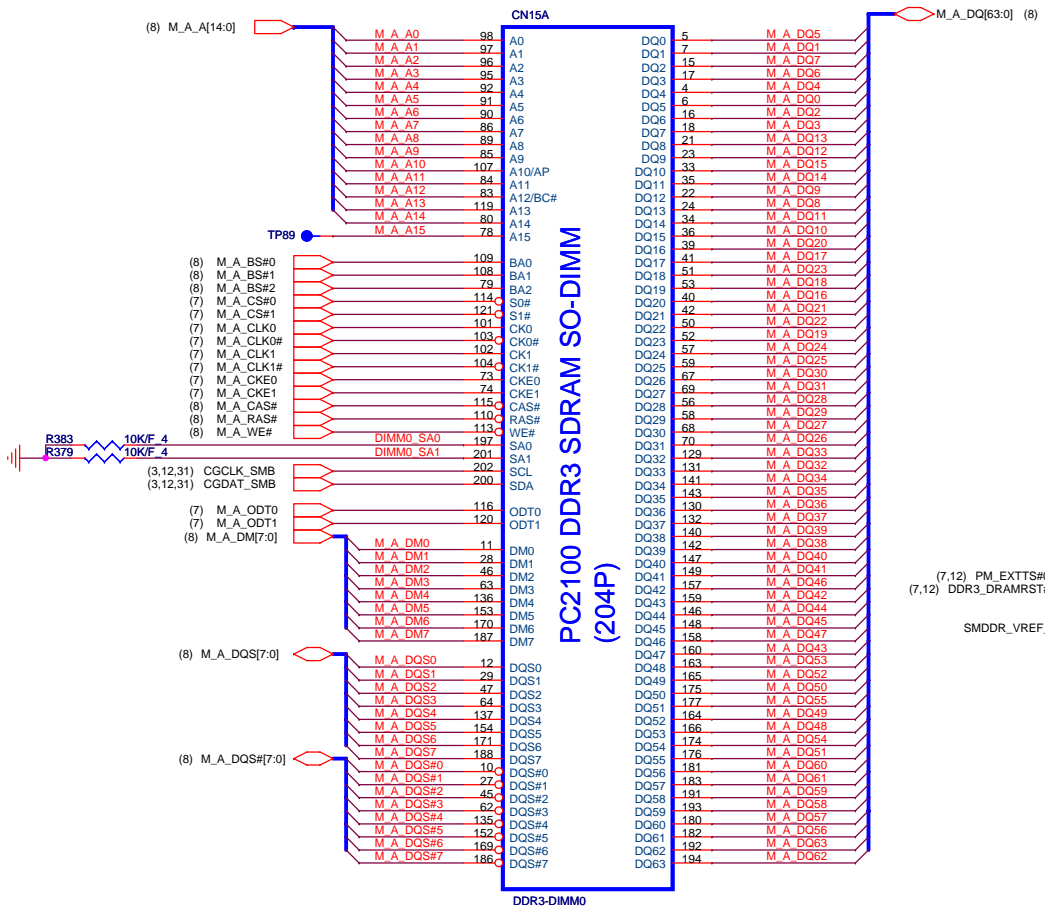 CN15A
(8) M_A_A[14:0]
M_A_DQ[63:0] (8)
M_A_A0 98 A0 DQ0 5 M_A_DQ5
M_A_A1 97 A1 DQ1 7 M_A_DQ1
M_A_A2 96 A2 DQ2 15 M_A_DQ7
M_A_A3 95 A3 DQ3 17 M_A_DQ6
M_A_A4 92 A4 DQ4 4 M_A_DQ4
M_A_A5 91 A5 DQ5 6 M_A_DQ0
M_A_A6 90 A6 DQ6 16 M_A_DQ2
M_A_A7 86 A7 DQ7 18 M_A_DQ3
M_A_A8 89 A8 DQ8 21 M_A_DQ13
M_A_A9 85 A9 DQ9 23 M_A_DQ12
M_A_A10 107 A10/AP DQ10 33 M_A_DQ15
M_A_A11 84 A11 DQ11 35 M_A_DQ14
M_A_A12 83 A12/BC# DQ12 22 M_A_DQ9
M_A_A13 119 A13 DQ13 24 M_A_DQ8
M_A_A14 80 A14 DQ14 34 M_A_DQ11
TP89 M_A_A15 78 A15 DQ15 36 M_A_DQ10
DQ16 39 M_A_DQ20
(8) M_A_BS#0 109 BA0 DQ17 41 M_A_DQ17
(8) M_A_BS#1 108 BA1 DQ18 51 M_A_DQ23
(8) M_A_BS#2 79 BA2 DQ19 53 M_A_DQ18
(7) M_A_CS#0 114 S0# DQ20 40 M_A_DQ16
(7) M_A_CS#1 121 S1# DQ21 42 M_A_DQ21
(7) M_A_CLK0 101 CK0 DQ22 50 M_A_DQ22
(7) M_A_CLK0# 103 CK0# DQ23 52 M_A_DQ19
(7) M_A_CLK1 102 CK1 DQ24 57 M_A_DQ24
(7) M_A_CLK1# 104 CK1# DQ25 59 M_A_DQ25
(7) M_A_CKE0 73 CKE0 DQ26 67 M_A_DQ30
(7) M_A_CKE1 74 CKE1 DQ27 69 M_A_DQ31
(8) M_A_CAS# 115 CAS# DQ28 56 M_A_DQ28
(8) M_A_RAS# 110 RAS# DQ29 58 M_A_DQ29
(8) M_A_WE# 113 WE# DQ30 68 M_A_DQ27
R383 10K/F_4 DIMM0_SA0 197 SA0 DQ31 70 M_A_DQ26
R379 10K/F_4 DIMM0_SA1 201 SA1 DQ32 129 M_A_DQ33
(3,12,31) CGCLK_SMB 202 SCL DQ33 131 M_A_DQ32
(3,12,31) CGDAT_SMB 200 SDA DQ34 141 M_A_DQ34
DQ35 143 M_A_DQ35
(7) M_A_ODT0 116 ODT0 DQ36 130 M_A_DQ36
(7) M_A_ODT1 120 ODT1 DQ37 132 M_A_DQ37
(8) M_A_DM[7:0] DQ38 140 M_A_DQ39
M_A_DM0 11 DM0 DQ39 142 M_A_DQ38
M_A_DM1 28 DM1 DQ40 147 M_A_DQ40
M_A_DM2 46 DM2 DQ41 149 M_A_DQ41
M_A_DM3 63 DM3 DQ42 157 M_A_DQ46
M_A_DM4 136 DM4 DQ43 159 M_A_DQ42
M_A_DM5 153 DM5 DQ44 146 M_A_DQ44
M_A_DM6 170 DM6 DQ45 148 M_A_DQ45
M_A_DM7 187 DM7 DQ46 158 M_A_DQ47
DQ47 160 M_A_DQ43
(8) M_A_DQS[7:0]
M_A_DQS0 12 DQS0 DQ48 163 M_A_DQ53
M_A_DQS1 29 DQS1 DQ49 165 M_A_DQ52
M_A_DQS2 47 DQS2 DQ50 175 M_A_DQ50
M_A_DQS3 64 DQS3 DQ51 177 M_A_DQ55
M_A_DQS4 137 DQS4 DQ52 164 M_A_DQ49
M_A_DQS5 154 DQS5 DQ53 166 M_A_DQ48
M_A_DQS6 171 DQS6 DQ54 174 M_A_DQ54
M_A_DQS7 188 DQS7 DQ55 176 M_A_DQ51
(8) M_A_DQS#[7:0]
M_A_DQS#0 10 DQS#0 DQ56 181 M_A_DQ60
M_A_DQS#1 27 DQS#1 DQ57 183 M_A_DQ61
M_A_DQS#2 45 DQS#2 DQ58 191 M_A_DQ59
M_A_DQS#3 62 DQS#3 DQ59 193 M_A_DQ58
M_A_DQS#4 135 DQS#4 DQ60 180 M_A_DQ57
M_A_DQS#5 152 DQS#5 DQ61 182 M_A_DQ56
M_A_DQS#6 169 DQS#6 DQ62 192 M_A_DQ63
M_A_DQS#7 186 DQS#7 DQ63 194 M_A_DQ62
PC2100 DDR3 SDRAM SO-DIMM
(204P)
DDR3-DIMM0
(7,12) PM_EXTTS#0
(7,12) DDR3_DRAMRST#
SMDDR_VREF_